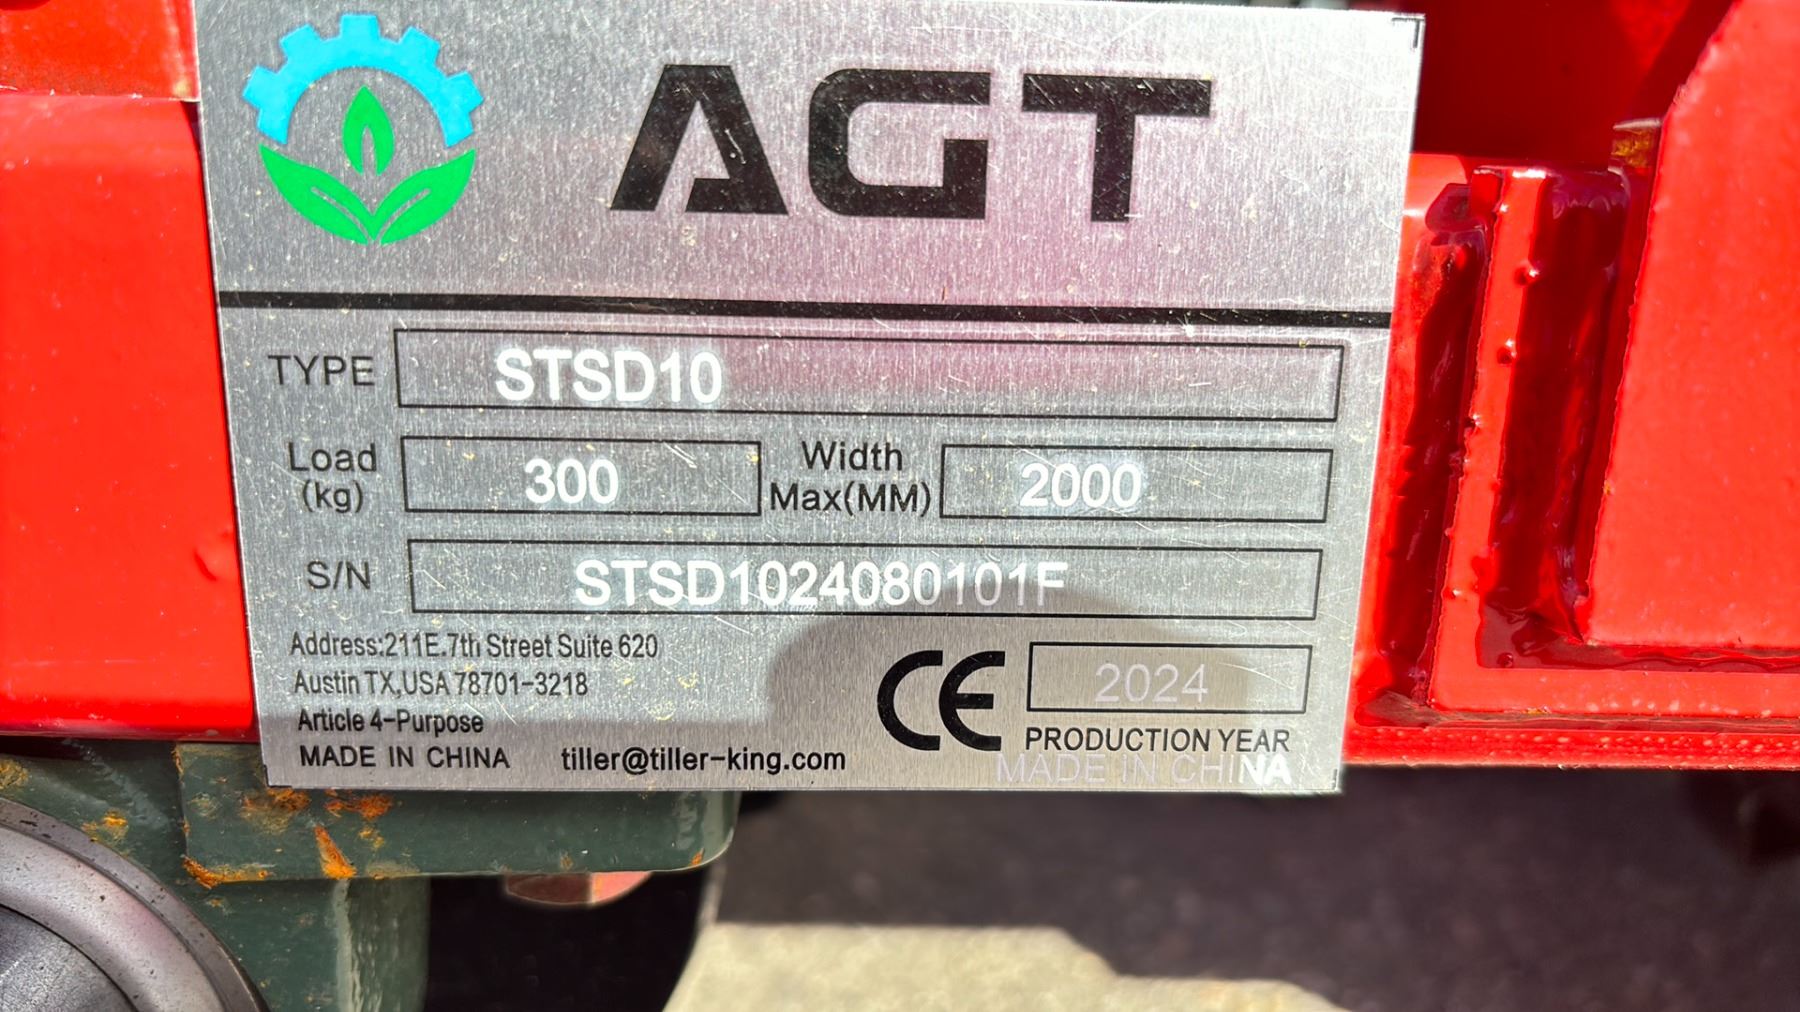 AGT
TYPE STSD10
Load (kg) 300 Width Max(MM) 2000
S/N STSD1024080101F
Address:211E.7th Street Suite 620
Austin TX,USA 78701-3218
Article 4-Purpose
MADE IN CHINA tiller@tiller-king.com
CE 2024
PRODUCTION YEAR
MADE IN CHINA